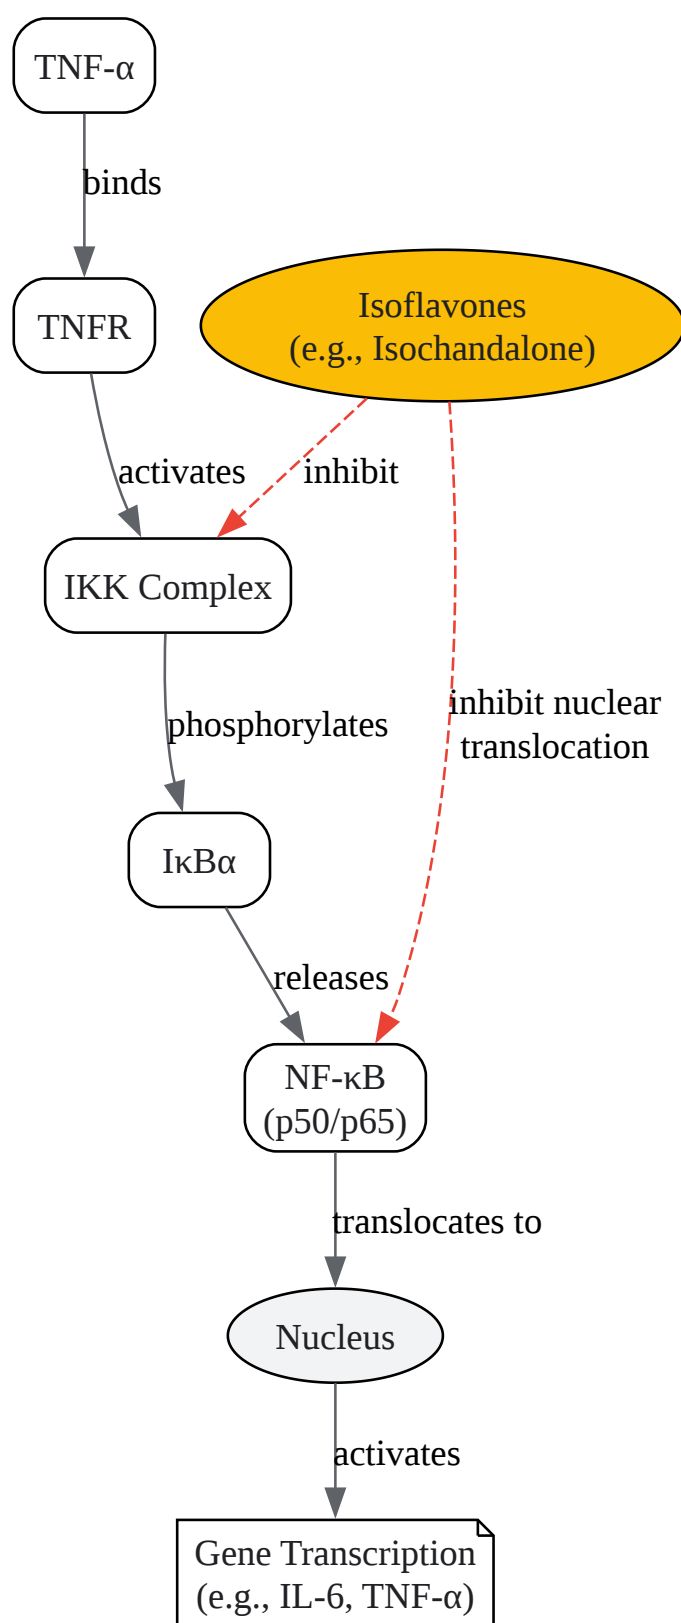 TNF-α
binds
TNFR
Isoflavones
(e.g., Isochandalone)
activates
inhibit
IKK Complex
phosphorylates
inhibit nuclear
translocation
IκBα
releases
NF-κB
(p50/p65)
translocates to
Nucleus
activates
Gene Transcription
(e.g., IL-6, TNF-α)